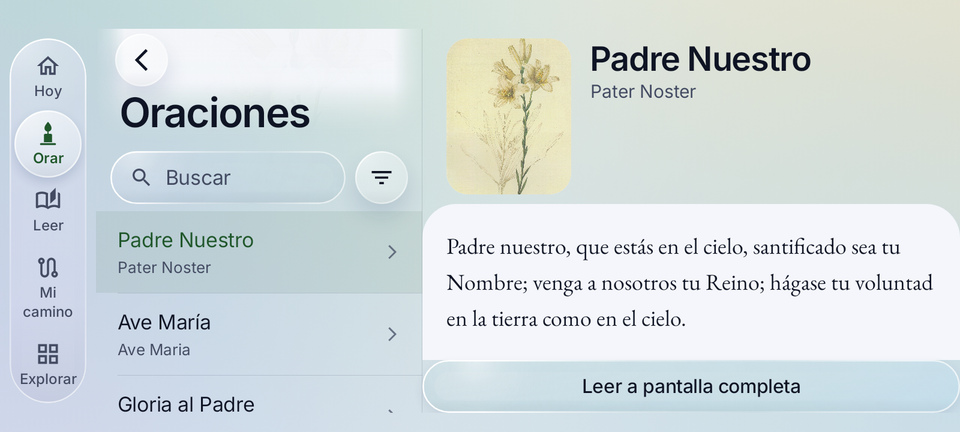 Hoy
Orar
Leer
Mi
camino
Explorar
Oraciones
Buscar
Padre Nuestro
Pater Noster
Ave María
Ave Maria
Gloria al Padre
Padre Nuestro
Pater Noster
Padre nuestro, que estás en el cielo, santificado sea tu
Nombre; venga a nosotros tu Reino; hágase tu voluntad
en la tierra como en el cielo.
Leer a pantalla completa